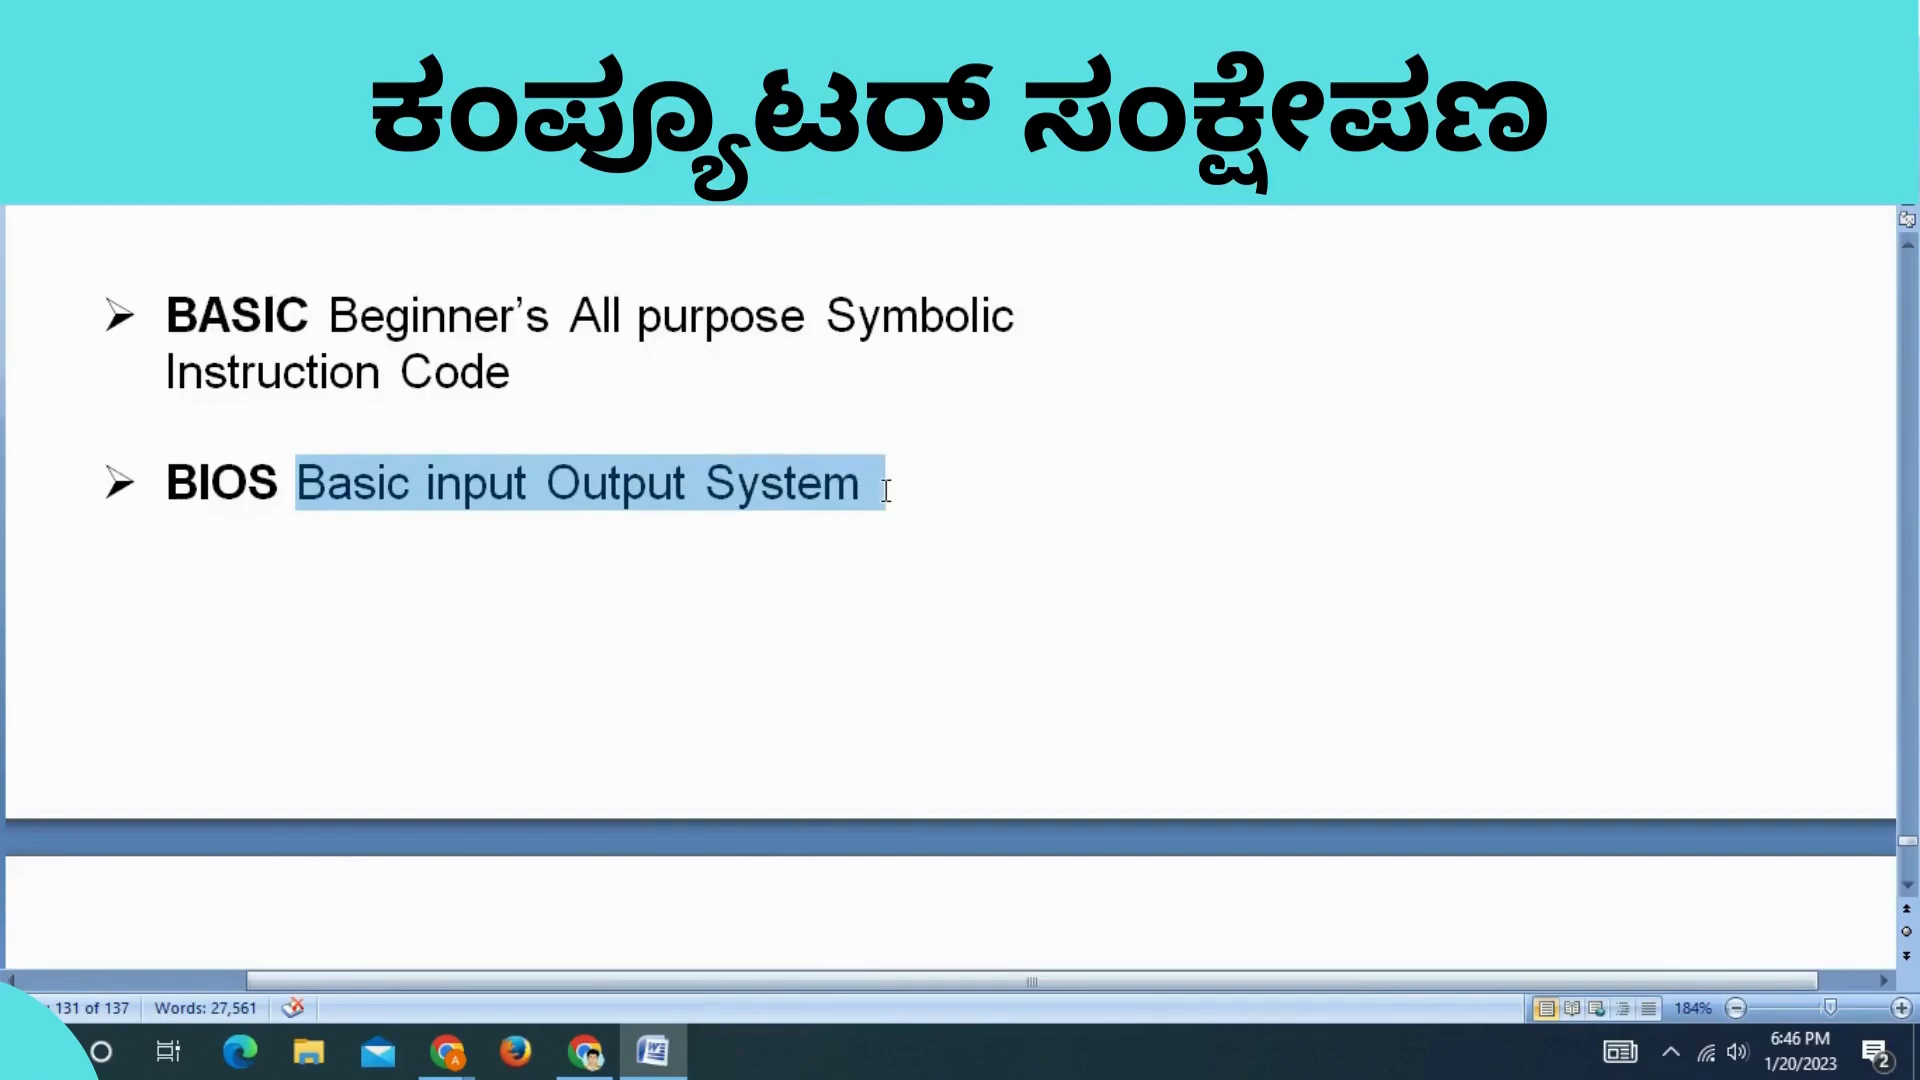 ಕಂಪ್ಯೂಟರ್ ಸಂಕ್ಷೇಪಣ
BASIC Beginner’s All purpose Symbolic
Instruction Code
BIOS Basic input Output System
: 131 of 137 Words: 27,561 184%
6:46 PM
1/20/2023
2